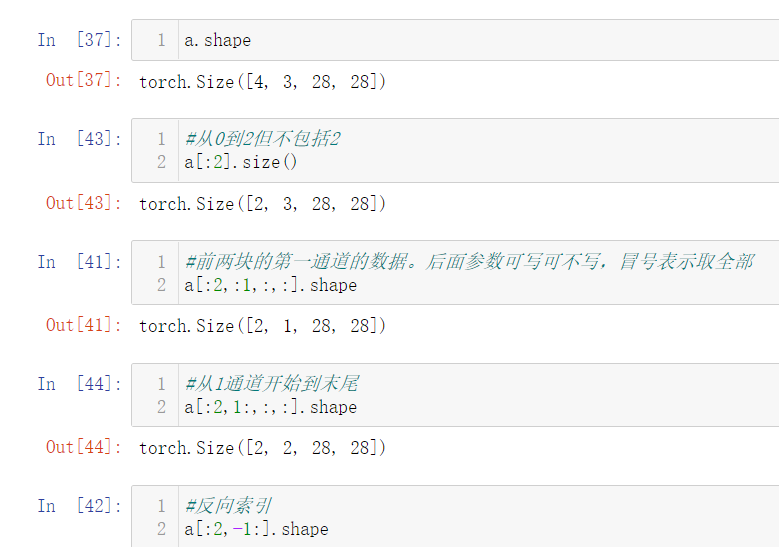 In [37]: 1 a.shape
Out[37]: torch.Size([4, 3, 28, 28])
In [43]: 1 #从0到2但不包括2
2 a[:2].size()
Out[43]: torch.Size([2, 3, 28, 28])
In [41]: 1 #前两块的第一通道的数据。后面参数可写可不写，冒号表示取全部
2 a[:2,:1,:,:].shape
Out[41]: torch.Size([2, 1, 28, 28])
In [44]: 1 #从1通道开始到末尾
2 a[:2,1:,:,:].shape
Out[44]: torch.Size([2, 2, 28, 28])
In [42]: 1 #反向索引
2 a[:2,-1:].shape